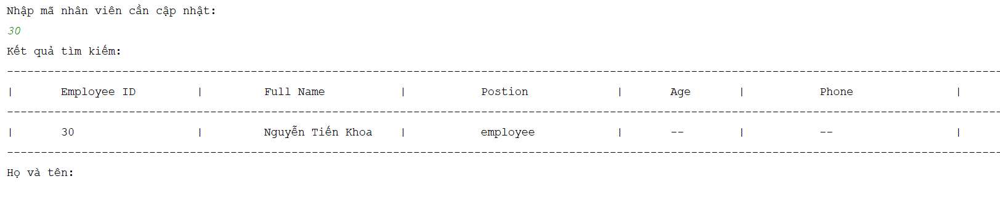 Nhập mã nhân viên cần cập nhật:
30
Kết quả tìm kiếm:
---------------------------------------------------------------------------------------------------------------------------------------------------
| Employee ID | Full Name | Postion | Age | Phone |
---------------------------------------------------------------------------------------------------------------------------------------------------
| 30 | Nguyễn Tiến Khoa | employee | -- | -- |
---------------------------------------------------------------------------------------------------------------------------------------------------
Họ và tên: